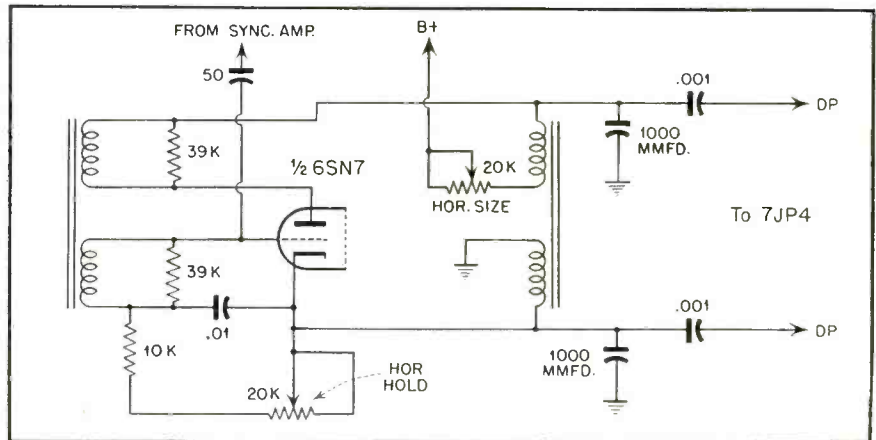 FROM SYNC. AMP.
B+
50
.001
DP
39K
½ 6SN7
20K
HOR. SIZE
1000
MMFD.
To 7JP4
39K
.01
.001
DP
10K
20K
HOR
HOLD
1000
MMFD.